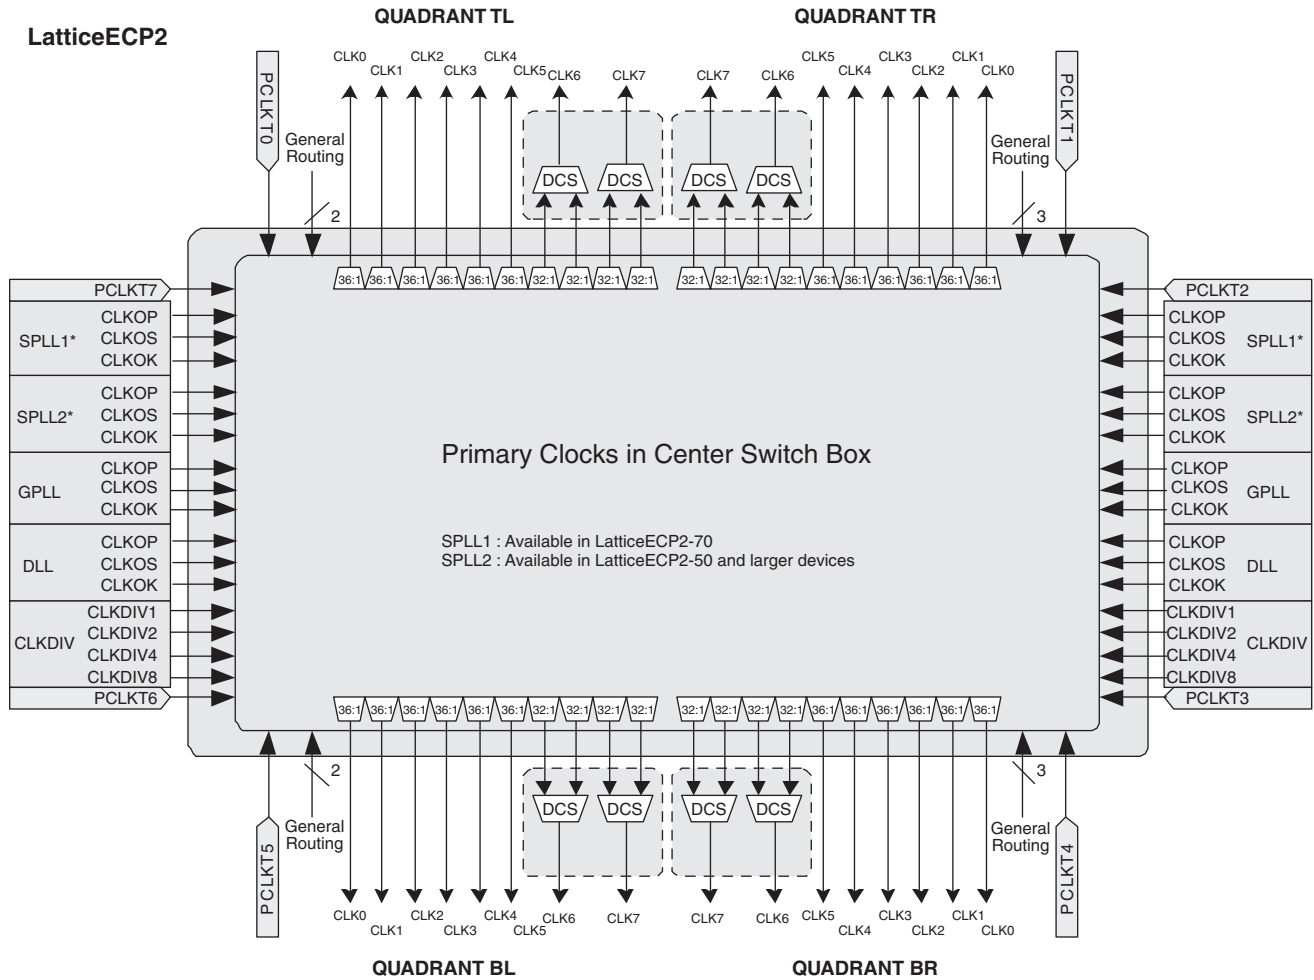 LatticeECP2
QUADRANT TL
QUADRANT TR
CLK0
CLK1
CLK2
CLK3
CLK4
CLK5
CLK6
CLK7
CLK7
CLK6
CLK5
CLK4
CLK3
CLK2
CLK1
CLK0
PCLKT0
General
Routing
2
DCS
DCS
DCS
DCS
General
Routing
3
PCLKT1
36:1 36:1 36:1 36:1 36:1 36:1 32:1 32:1 32:1 32:1
32:1 32:1 32:1 32:1 36:1 36:1 36:1 36:1 36:1 36:1
PCLKT7
SPLL1*
CLKOP
CLKOS
CLKOK
SPLL2*
CLKOP
CLKOS
CLKOK
GPLL
CLKOP
CLKOS
CLKOK
DLL
CLKOP
CLKOS
CLKOK
CLKDIV
CLKDIV1
CLKDIV2
CLKDIV4
CLKDIV8
PCLKT6
Primary Clocks in Center Switch Box
SPLL1 : Available in LatticeECP2-70
SPLL2 : Available in LatticeECP2-50 and larger devices
PCLKT2
CLKOP
CLKOS
CLKOK
SPLL1*
CLKOP
CLKOS
CLKOK
SPLL2*
CLKOP
CLKOS
CLKOK
GPLL
CLKOP
CLKOS
CLKOK
DLL
CLKDIV1
CLKDIV2
CLKDIV4
CLKDIV8
CLKDIV
PCLKT3
36:1 36:1 36:1 36:1 36:1 36:1 32:1 32:1 32:1 32:1
32:1 32:1 32:1 32:1 36:1 36:1 36:1 36:1 36:1 36:1
PCLKT5
General
Routing
2
DCS
DCS
DCS
DCS
General
Routing
3
PCLKT4
CLK0
CLK1
CLK2
CLK3
CLK4
CLK5
CLK6
CLK7
CLK7
CLK6
CLK5
CLK4
CLK3
CLK2
CLK1
CLK0
QUADRANT BL
QUADRANT BR